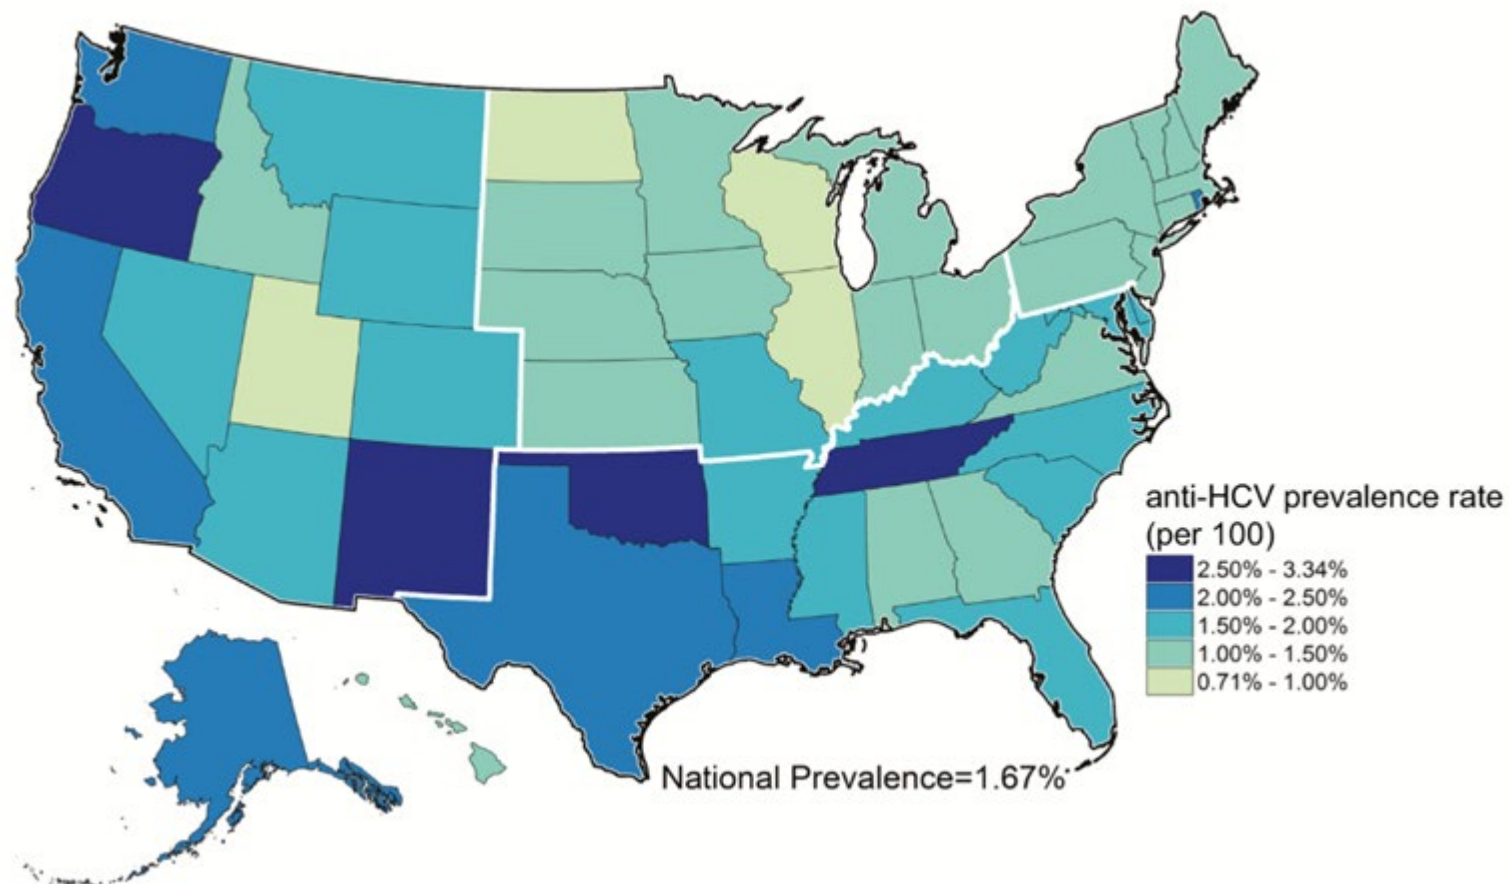 anti-HCV prevalence rate
(per 100)
2.50% - 3.34%
2.00% - 2.50%
1.50% - 2.00%
1.00% - 1.50%
0.71% - 1.00%
National Prevalence=1.67%